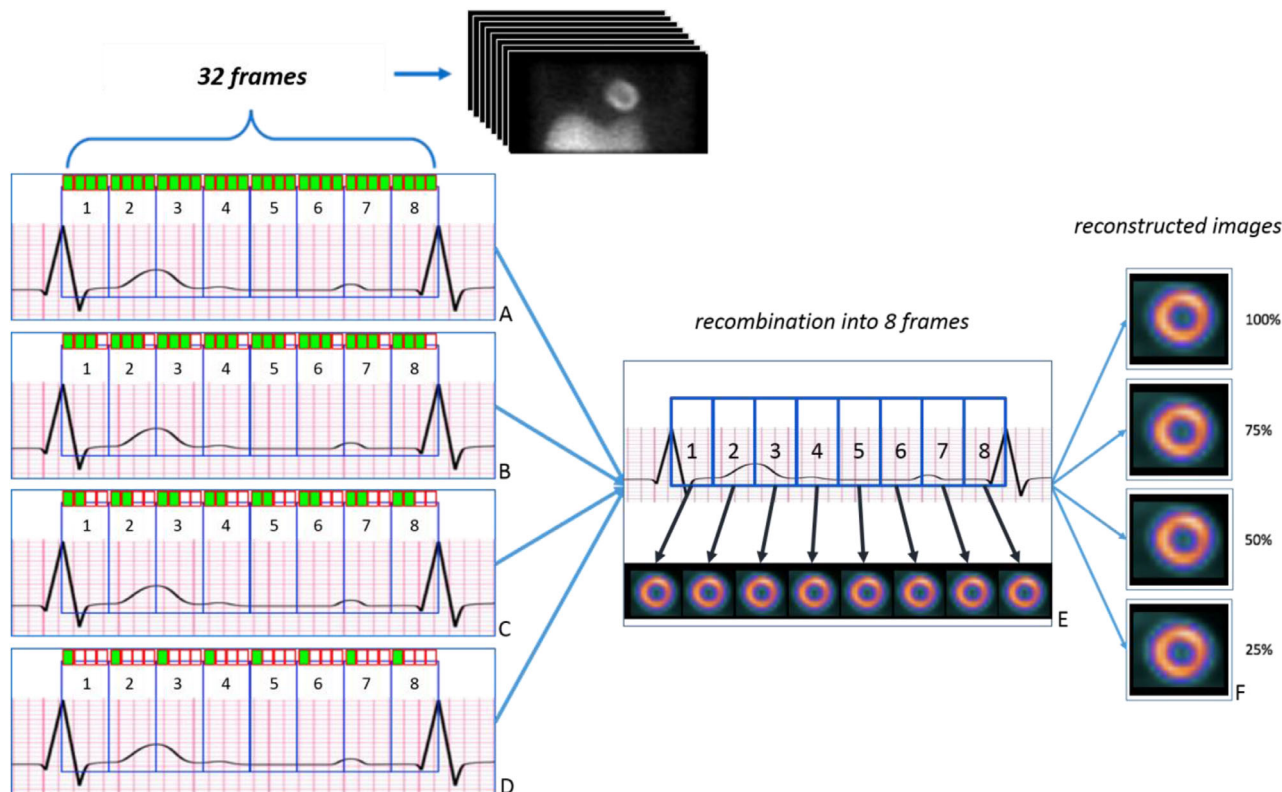 32 frames
1 2 3 4 5 6 7 8
A
1 2 3 4 5 6 7 8
B
1 2 3 4 5 6 7 8
C
1 2 3 4 5 6 7 8
D
recombination into 8 frames
1 2 3 4 5 6 7 8
E
reconstructed images
100%
75%
50%
25%
F